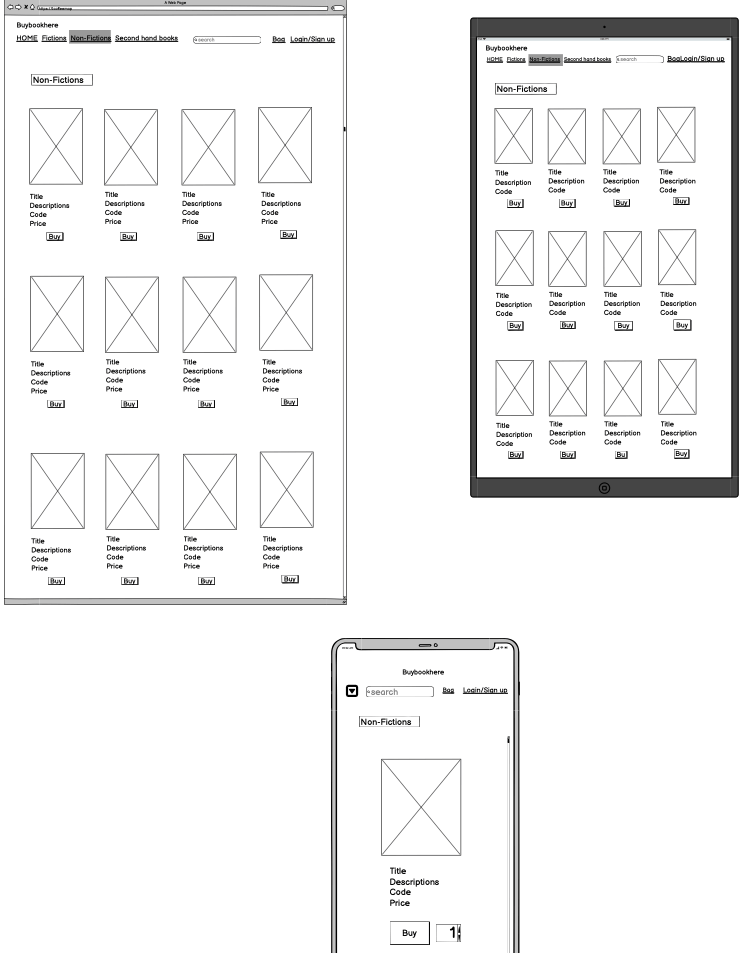 A Web Page
Buybookhere
HOME Fictions Non-Fictions Second hand books search Bag Login/Sign up
Non-Fictions
Title Title Title Title
Descriptions Descriptions Descriptions Descriptions
Code Code Code Code
Price Price Price Price
Buy Buy Buy Buy
Title Title Title Title
Descriptions Descriptions Descriptions Descriptions
Code Code Code Code
Price Price Price Price
Buy Buy Buy Buy
Title Title Title Title
Descriptions Descriptions Descriptions Descriptions
Code Code Code Code
Price Price Price Price
Buy Buy Buy Buy
Buybookhere
HOME Fictions Non-Fictions Second hand books search BagLogin/Sign up
Non-Fictions
Title Title Title Title
Description Description Description Description
Code Code Code Code
Buy Buy Buy Buy
Title Title Title Title
Description Description Description Description
Code Code Code Code
Buy Buy Buy Buy
Title Title Title Title
Description Description Description Description
Code Code Code Code
Buy Buy Bu Buy
Buybookhere
search Bag Login/Sign up
Non-Fictions
Title
Descriptions
Code
Price
Buy 1